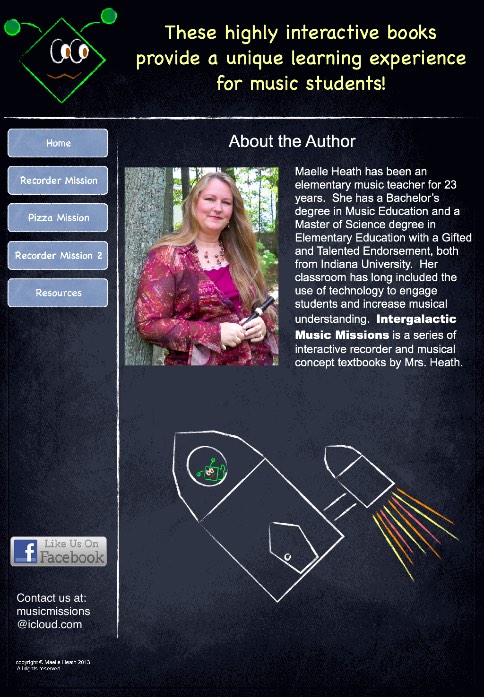 These highly interactive books
provide a unique learning experience
for music students!
Home
Recorder Mission
Pizza Mission
Recorder Mission 2
Resources
About the Author
Maelle Heath has been an
elementary music teacher for 23
years. She has a Bachelor's
degree in Music Education and a
Master of Science degree in
Elementary Education with a Gifted
and Talented Endorsement, both
from Indiana University. Her
classroom has long included the
use of technology to engage
students and increase musical
understanding. Intergalactic
Music Missions is a series of
interactive recorder and musical
concept textbooks by Mrs. Heath.
f Like Us On
Facebook
Contact us at:
musicmissions
@icloud.com
copyright © Maelle Heath 2013
All rights reserved